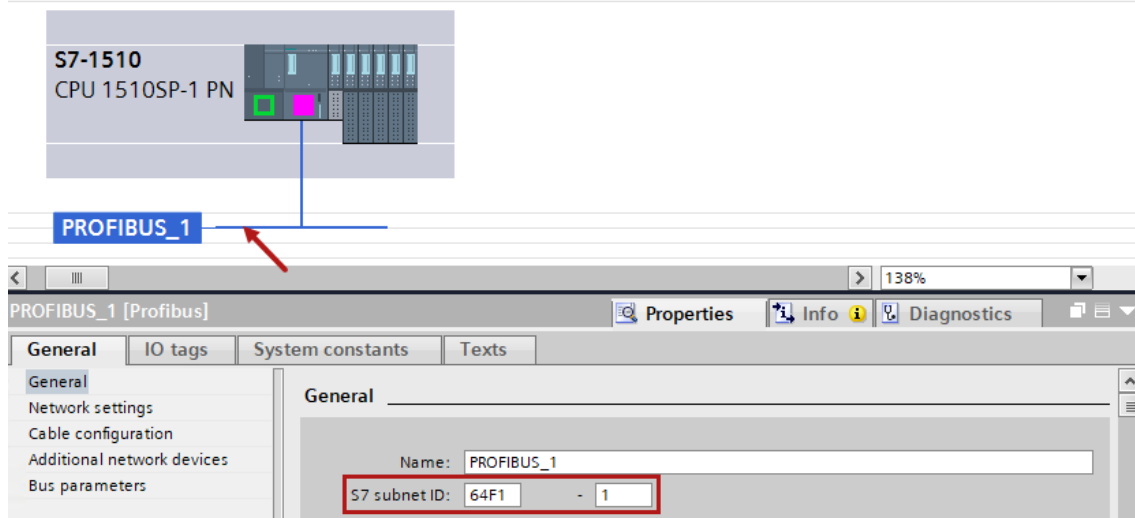 S7-1510
CPU 1510SP-1 PN
PROFIBUS_1
138%
PROFIBUS_1 [Profibus]
Properties
Info
Diagnostics
General
IO tags
System constants
Texts
General
Network settings
Cable configuration
Additional network devices
Bus parameters
General
Name: PROFIBUS_1
S7 subnet ID: 64F1 - 1